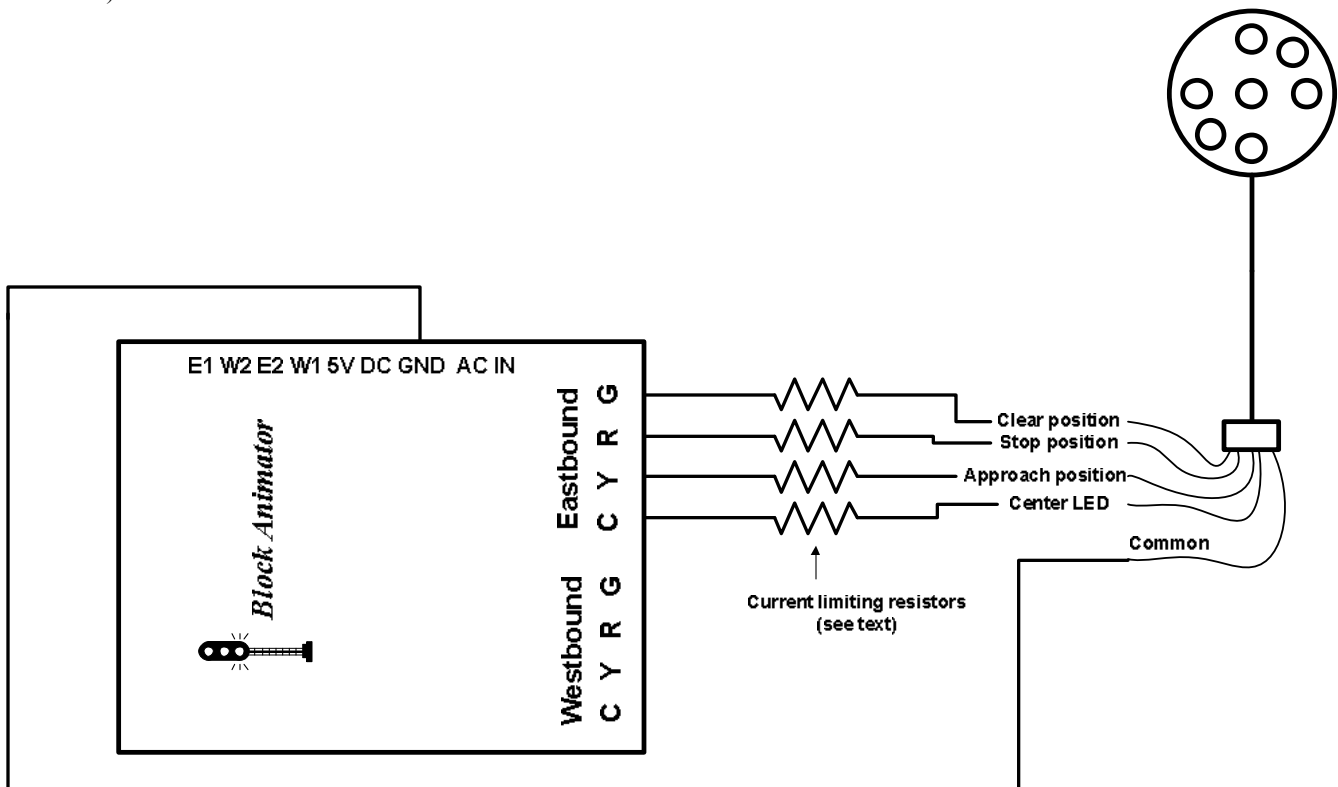 )
E1 W2 E2 W1 5V DC GND AC IN
Block Animator
Eastbound
G
R
Y
C
Westbound
G
R
Y
C
Clear position
Stop position
Approach position
Center LED
Common
Current limiting resistors
(see text)